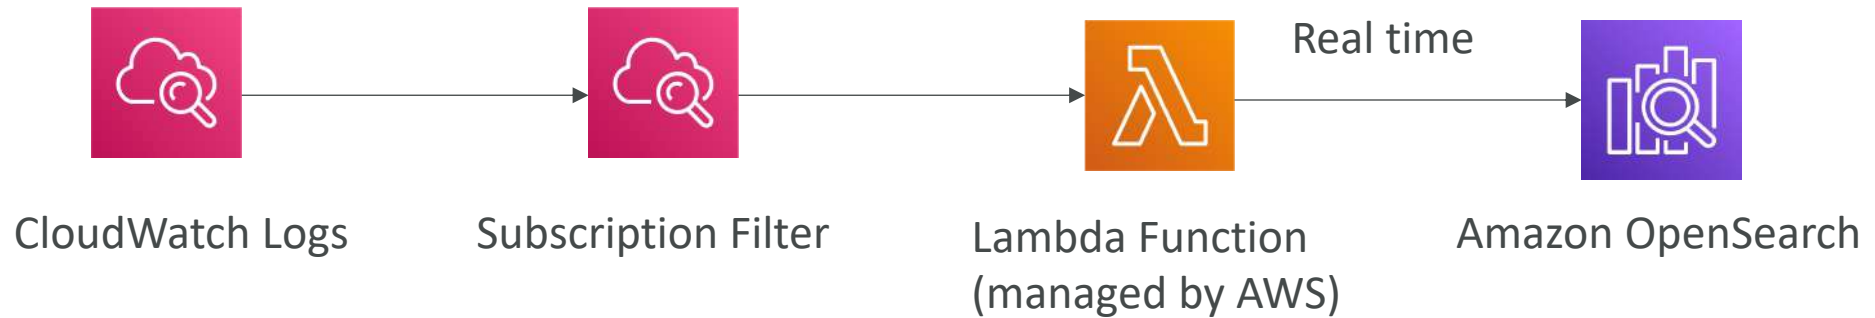 Real time
CloudWatch Logs
Subscription Filter
Lambda Function
(managed by AWS)
Amazon OpenSearch